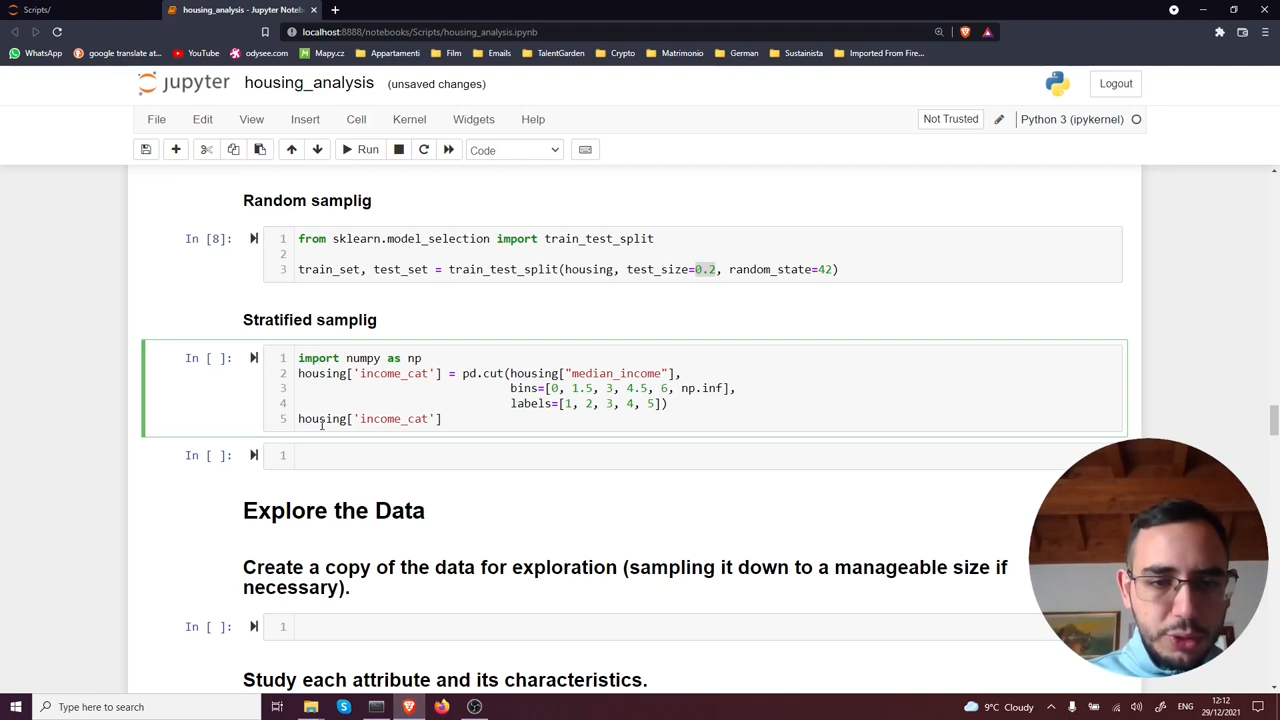 Scripts/
housing_analysis - Jupyter Noteb
localhost:8888/notebooks/Scripts/housing_analysis.ipynb
WhatsApp
google translate at...
YouTube
odysee.com
Mapy.cz
Appartamenti
Film
Emails
TalentGarden
Crypto
Matrimonio
German
Sustainista
Imported From Fire...
jupyter
housing_analysis
(unsaved changes)
Logout
File
Edit
View
Insert
Cell
Kernel
Widgets
Help
Not Trusted
Python 3 (ipykernel)
Run
Code
Random samplig
In [8]:
1 from sklearn.model_selection import train_test_split
2
3 train_set, test_set = train_test_split(housing, test_size=0.2, random_state=42)
Stratified samplig
In [ ]:
1 import numpy as np
2 housing['income_cat'] = pd.cut(housing["median_income"],
3 bins=[0, 1.5, 3, 4.5, 6, np.inf],
4 labels=[1, 2, 3, 4, 5])
5 housing['income_cat']
In [ ]:
1
Explore the Data
Create a copy of the data for exploration (sampling it down to a manageable size if
necessary).
In [ ]:
1
Study each attribute and its characteristics.
Type here to search
9°C Cloudy
ENG
12:12
29/12/2021